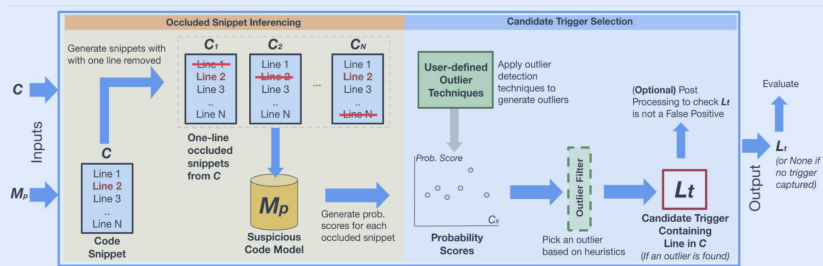 Occluded Snippet Inferencing
Candidate Trigger Selection
Inputs
C
Mp
Generate snippets with
with one line removed
C
Line 1
Line 2
Line 3
..
Line N
Code
Snippet
C1
Line 1
Line 2
Line 3
..
Line N
C2
Line 1
Line 2
Line 3
..
Line N
...
CN
Line 1
Line 2
Line 3
..
Line N
One-line
occluded
snippets
from C
Mp
Suspicious
Code Model
Generate prob.
scores for each
occluded snippet
User-defined
Outlier
Techniques
Apply outlier
detection
techniques to
generate outliers
Prob. Score
Cx
Probability
Scores
Outlier Filter
Pick an outlier
based on heuristics
(Optional) Post
Processing to check Lt
is not a False Positive
Lt
Candidate Trigger
Containing
Line in C
(If an outlier is found)
Output
Evaluate
Lt
(or None if
no trigger
captured)